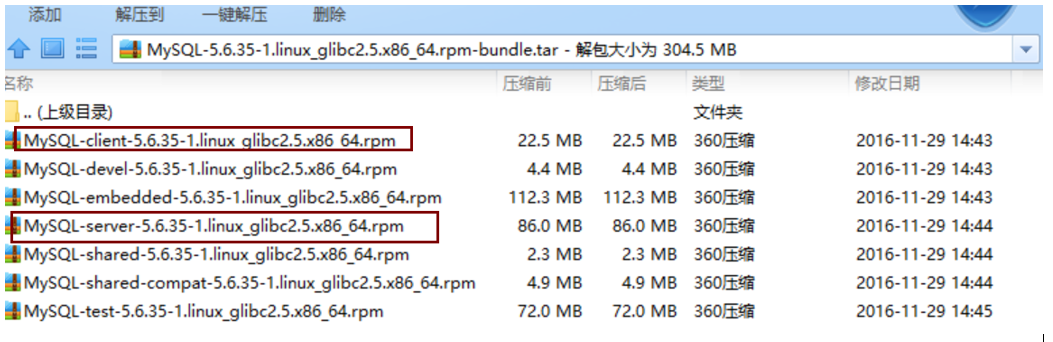 添加 解压到 一键解压 删除
MySQL-5.6.35-1.linux_glibc2.5.x86_64.rpm-bundle.tar - 解包大小为 304.5 MB
名称 压缩前 压缩后 类型 修改日期
.. (上级目录) 文件夹
MySQL-client-5.6.35-1.linux_glibc2.5.x86_64.rpm 22.5 MB 22.5 MB 360压缩 2016-11-29 14:43
MySQL-devel-5.6.35-1.linux_glibc2.5.x86_64.rpm 4.4 MB 4.4 MB 360压缩 2016-11-29 14:43
MySQL-embedded-5.6.35-1.linux_glibc2.5.x86_64.rpm 112.3 MB 112.3 MB 360压缩 2016-11-29 14:43
MySQL-server-5.6.35-1.linux_glibc2.5.x86_64.rpm 86.0 MB 86.0 MB 360压缩 2016-11-29 14:44
MySQL-shared-5.6.35-1.linux_glibc2.5.x86_64.rpm 2.3 MB 2.3 MB 360压缩 2016-11-29 14:44
MySQL-shared-compat-5.6.35-1.linux_glibc2.5.x86_64.rpm 4.9 MB 4.9 MB 360压缩 2016-11-29 14:44
MySQL-test-5.6.35-1.linux_glibc2.5.x86_64.rpm 72.0 MB 72.0 MB 360压缩 2016-11-29 14:45